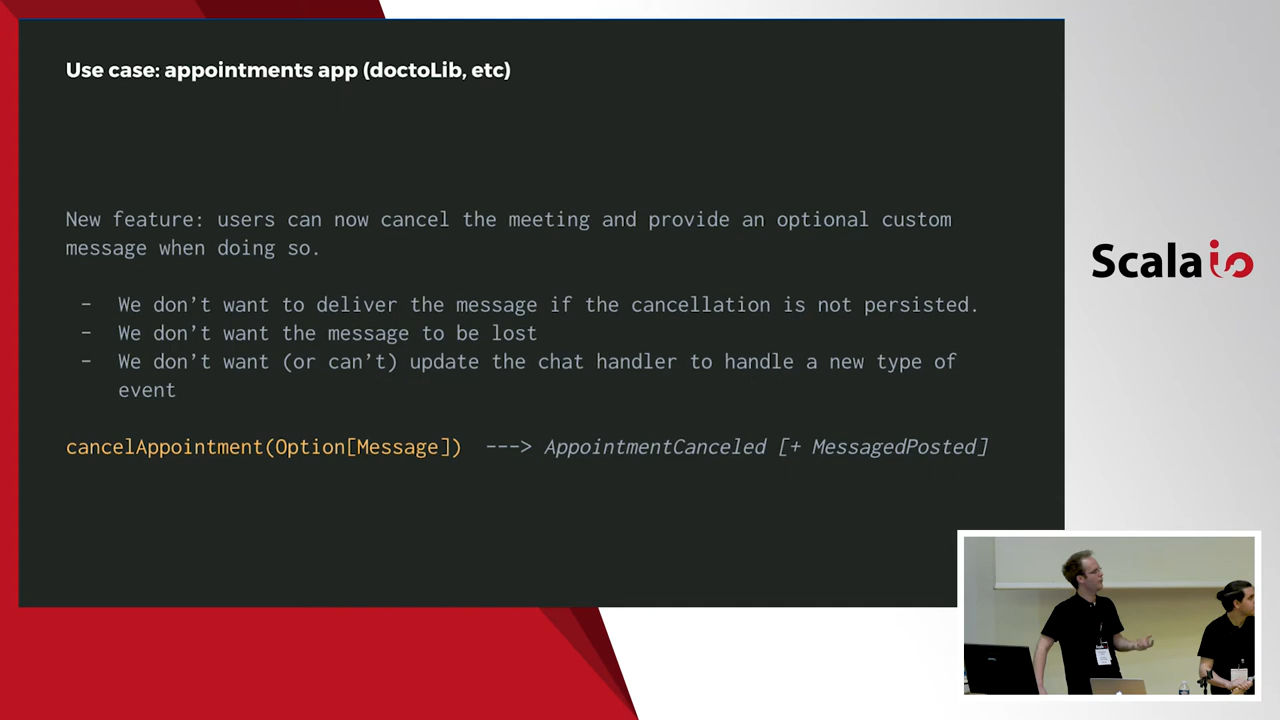 Use case: appointments app (doctoLib, etc)
New feature: users can now cancel the meeting and provide an optional custom
message when doing so.
- We don't want to deliver the message if the cancellation is not persisted.
- We don't want the message to be lost
- We don't want (or can't) update the chat handler to handle a new type of
event
cancelAppointment(Option[Message]) ---> AppointmentCanceled [+ MessagedPosted]
Scalaio